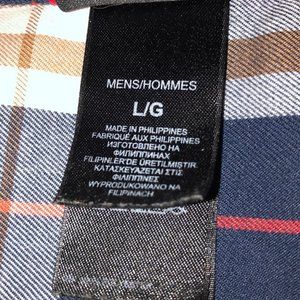 MENS/HOMMES
L/G
MADE IN PHILIPPINES
FABRIQUÉ AUX PHILIPPINES
ИЗГОТОВЛЕНО НА
ФИЛИППИНАХ
FILIPINLER'DE ÜRETILMIŞTIR
ΚΑΤΑΣΚΕΥΑΖΕΤΑΙ ΣΤΙΣ
ΦΙΛΙΠΠΙΝΕΣ
WYPRODUKOWANO NA
FILIPINACH